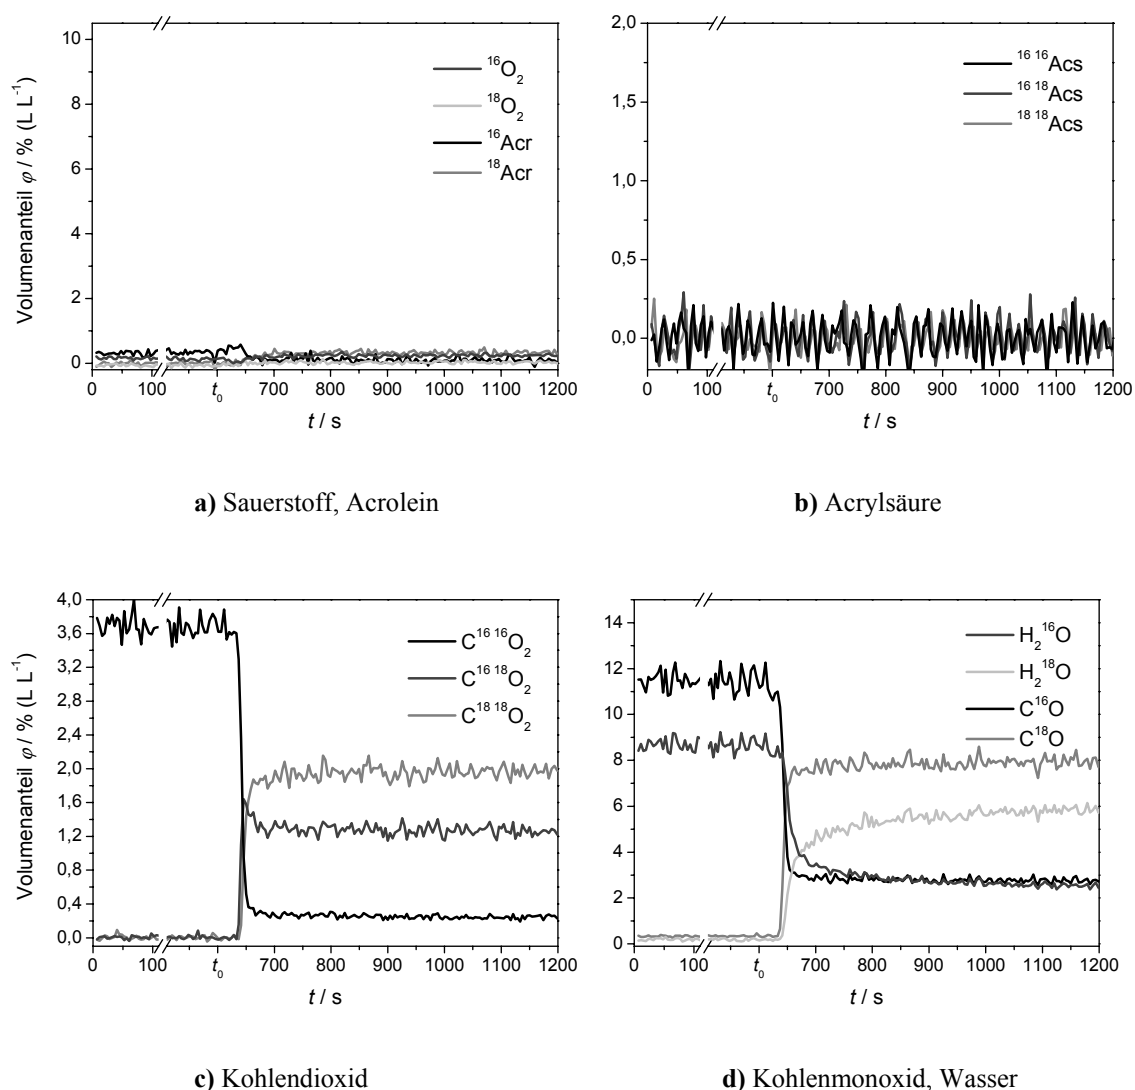 Volumenanteil φ / % (L L⁻¹)
10
8
6
4
2
0
¹⁶O₂
¹⁸O₂
¹⁶Acr
¹⁸Acr
0 100 t₀ 700 800 900 1000 1100 1200
t / s
a) Sauerstoff, Acrolein
2,0
1,5
1,0
0,5
0,0
¹⁶ ¹⁶Acs
¹⁶ ¹⁸Acs
¹⁸ ¹⁸Acs
0 100 t₀ 700 800 900 1000 1100 1200
t / s
b) Acrylsäure
Volumenanteil φ / % (L L⁻¹)
4,0
3,6
3,2
2,8
2,4
2,0
1,6
1,2
0,8
0,4
0,0
C¹⁶ ¹⁶O₂
C¹⁶ ¹⁸O₂
C¹⁸ ¹⁸O₂
0 100 t₀ 700 800 900 1000 1100 1200
t / s
c) Kohlendioxid
14
12
10
8
6
4
2
0
H₂¹⁶O
H₂¹⁸O
C¹⁶O
C¹⁸O
0 100 t₀ 700 800 900 1000 1100 1200
t / s
d) Kohlenmonoxid, Wasser